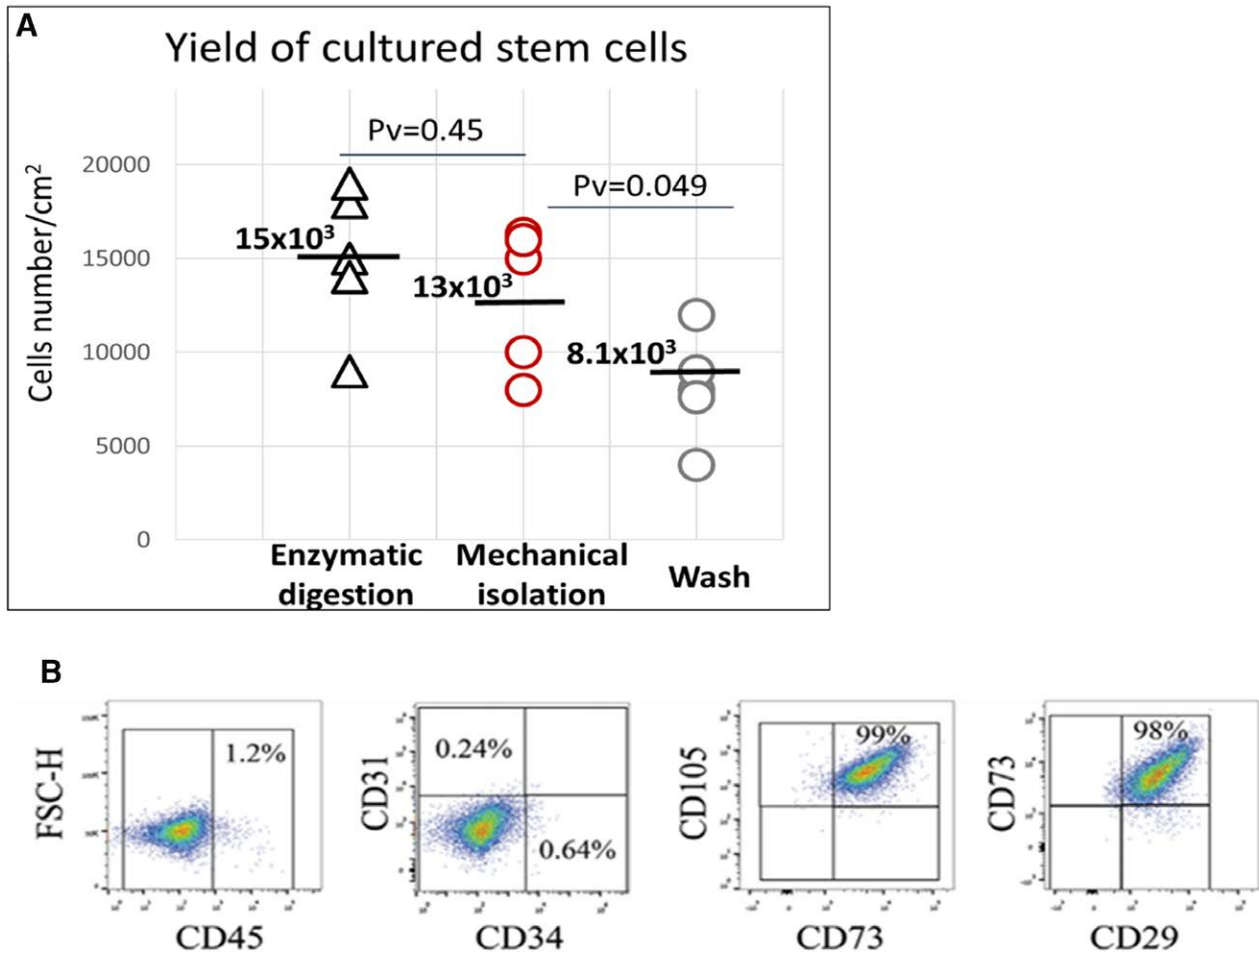 A
Yield of cultured stem cells
Pv=0.45
Pv=0.049
Cells number/cm²
20000
15000
10000
5000
0
15x10³
13x10³
8.1x10³
Enzymatic
digestion
Mechanical
isolation
Wash
B
FSC-H
1.2%
CD45
CD31
0.24%
0.64%
CD34
CD105
99%
CD73
CD73
98%
CD29